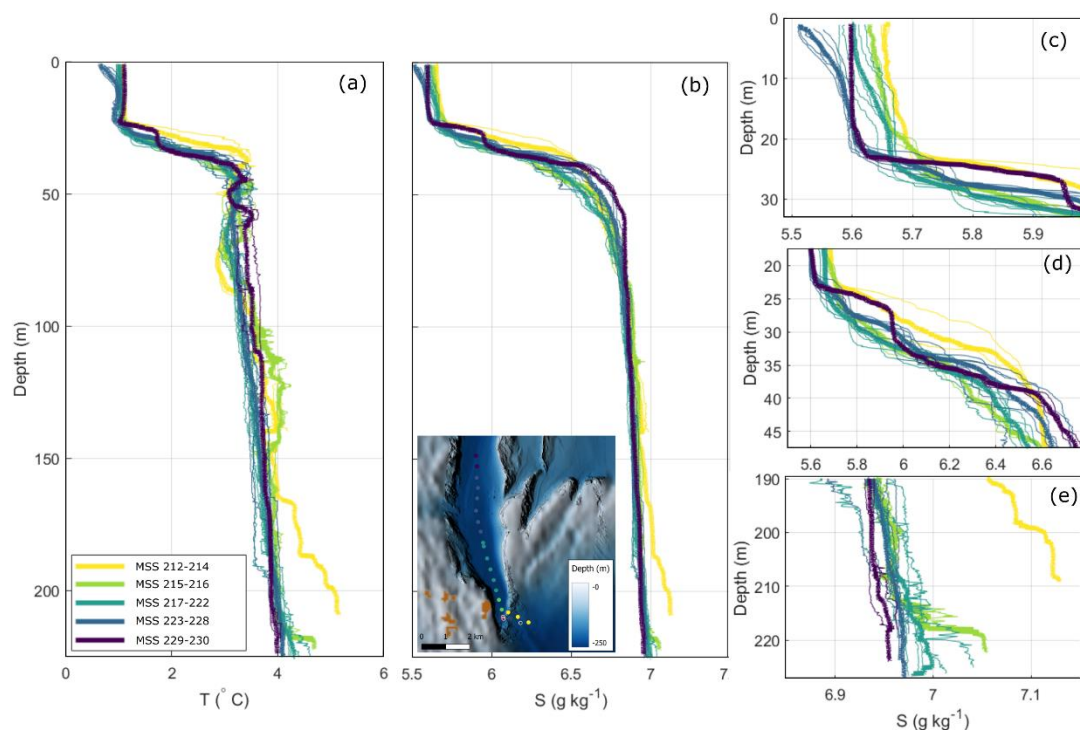 (a)
0
50
100
150
200
Depth (m)
MSS 212-214
MSS 215-216
MSS 217-222
MSS 223-228
MSS 229-230
0
2
4
6
T (° C)
(b)
Depth (m)
-0
-250
0 1 2 km
5.5
6
6.5
7
7.
S (g kg⁻¹)
(c)
0
10
20
30
Depth (m)
5.5
5.6
5.7
5.8
5.9
(d)
20
25
30
35
40
45
5.6
5.8
6
6.2
6.4
6.6
(e)
190
200
210
220
Depth (m)
6.9
7
7.1
S (g kg⁻¹)